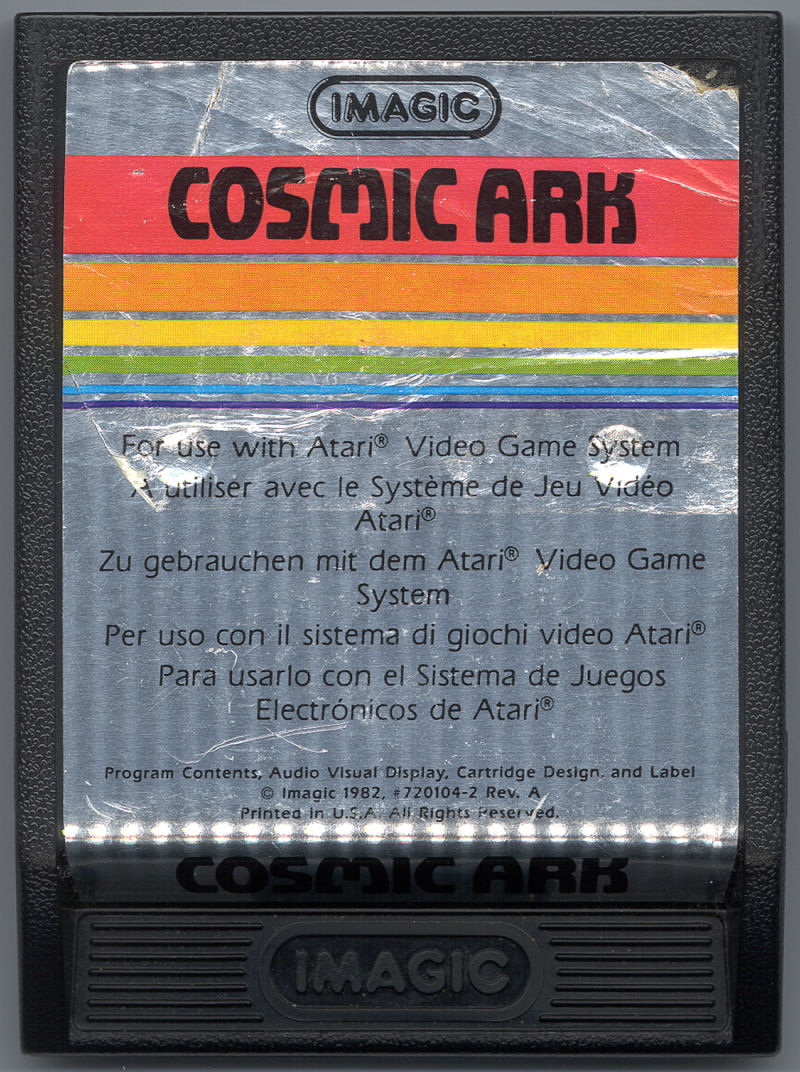 IMAGIC
COSMIC ARK
For use with Atari® Video Game System
A utiliser avec le Système de Jeu Vidéo
Atari®
Zu gebrauchen mit dem Atari® Video Game
System
Per uso con il sistema di giochi video Atari®
Para usarlo con el Sistema de Juegos
Electrónicos de Atari®
Program Contents, Audio Visual Display, Cartridge Design, and Label
© Imagic 1982, #720104-2 Rev. A
Printed in U.S.A. All Rights Reserved.
COSMIC ARK
IMAGIC